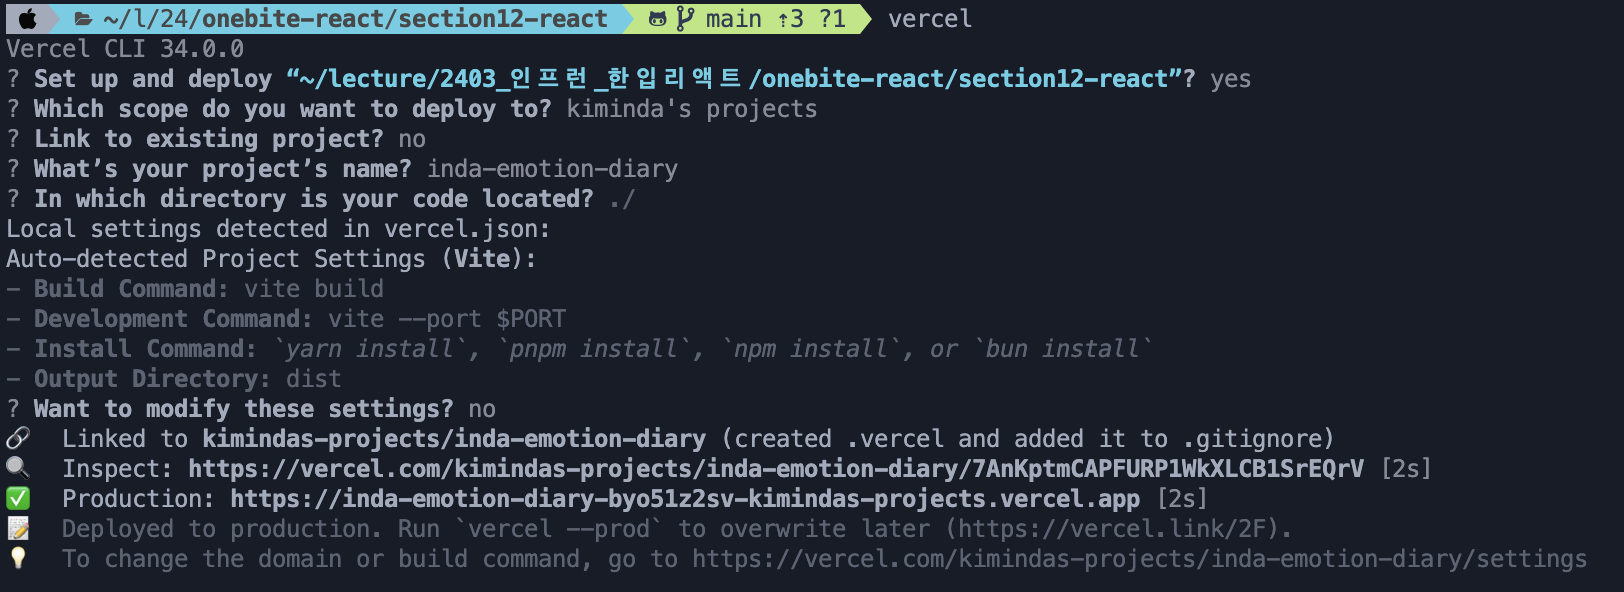 ~/l/24/onebite-react/section12-react main ⇡3 ?1 vercel
Vercel CLI 34.0.0
? Set up and deploy “~/lecture/2403_인프런_한입리액트/onebite-react/section12-react”? yes
? Which scope do you want to deploy to? kiminda's projects
? Link to existing project? no
? What’s your project’s name? inda-emotion-diary
? In which directory is your code located? ./
Local settings detected in vercel.json:
Auto-detected Project Settings (Vite):
– Build Command: vite build
– Development Command: vite --port $PORT
– Install Command: `yarn install`, `pnpm install`, `npm install`, or `bun install`
– Output Directory: dist
? Want to modify these settings? no
🔗 Linked to kimindas-projects/inda-emotion-diary (created .vercel and added it to .gitignore)
🔍 Inspect: https://vercel.com/kimindas-projects/inda-emotion-diary/7AnKptmCAPFURP1WkXLCB1SrEQrV [2s]
✅ Production: https://inda-emotion-diary-byo51z2sv-kimindas-projects.vercel.app [2s]
📝 Deployed to production. Run `vercel --prod` to overwrite later (https://vercel.link/2F).
💡 To change the domain or build command, go to https://vercel.com/kimindas-projects/inda-emotion-diary/settings